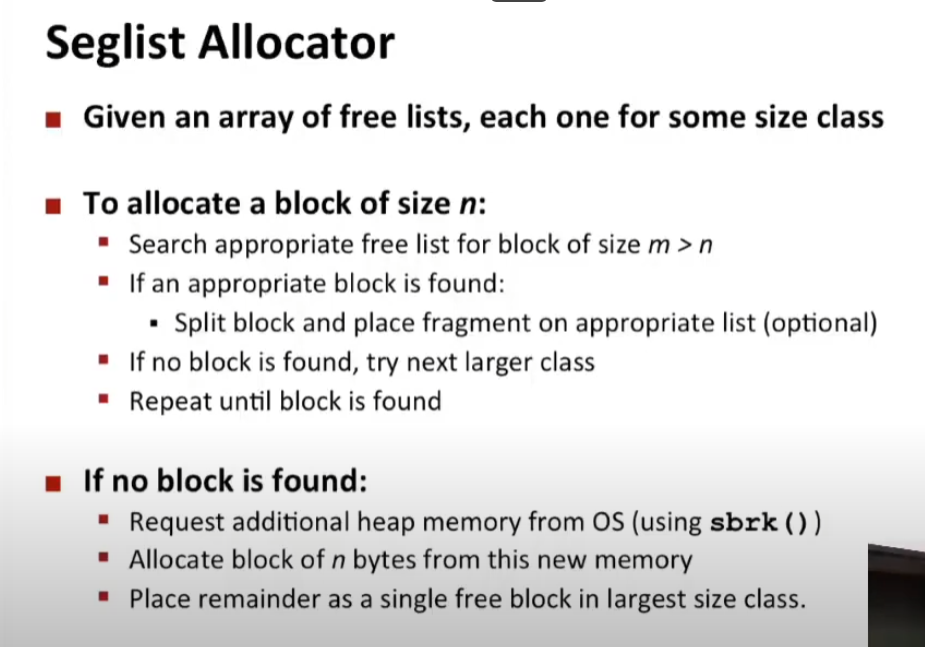 Seglist Allocator
Given an array of free lists, each one for some size class
To allocate a block of size n:
Search appropriate free list for block of size m > n
If an appropriate block is found:
Split block and place fragment on appropriate list (optional)
If no block is found, try next larger class
Repeat until block is found
If no block is found:
Request additional heap memory from OS (using sbrk())
Allocate block of n bytes from this new memory
Place remainder as a single free block in largest size class.